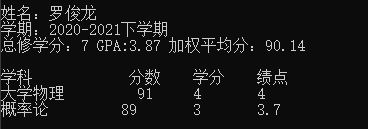 姓名：罗俊龙
学期：2020-2021下学期
总修学分：7 GPA:3.87 加权平均分：90.14
学科 分数 学分 绩点
大学物理 91 4 4
概率论 89 3 3.7